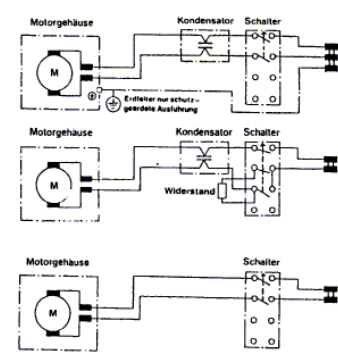 Motorgehäuse
Kondensator
Schalter
M
Erdleiter nur schutz-
geerdete Ausführung
Motorgehäuse
Kondensator
Schalter
M
Widerstand
Motorgehäuse
Schalter
M